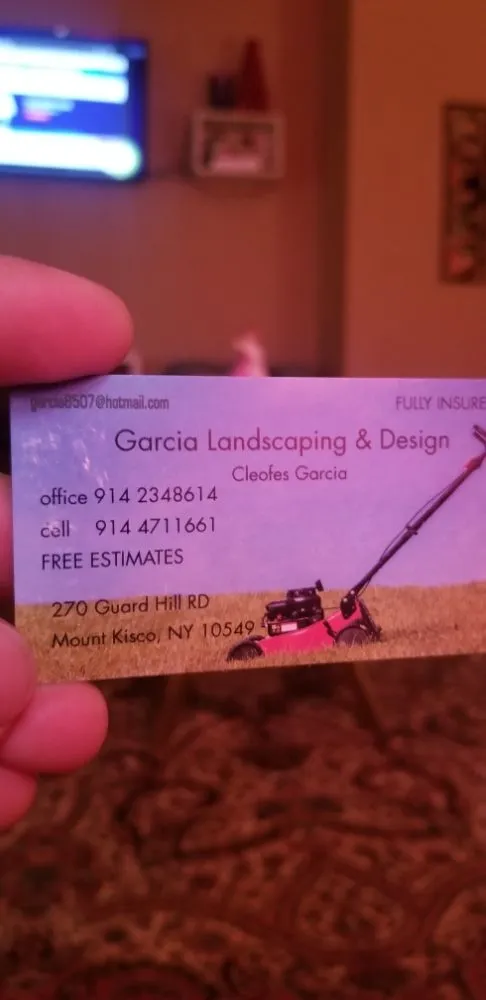 garcia8507@hotmail.com
FULLY INSURE
Garcia Landscaping & Design
Cleofes Garcia
office 914 2348614
cell 914 4711661
FREE ESTIMATES
270 Guard Hill RD
Mount Kisco, NY 10549